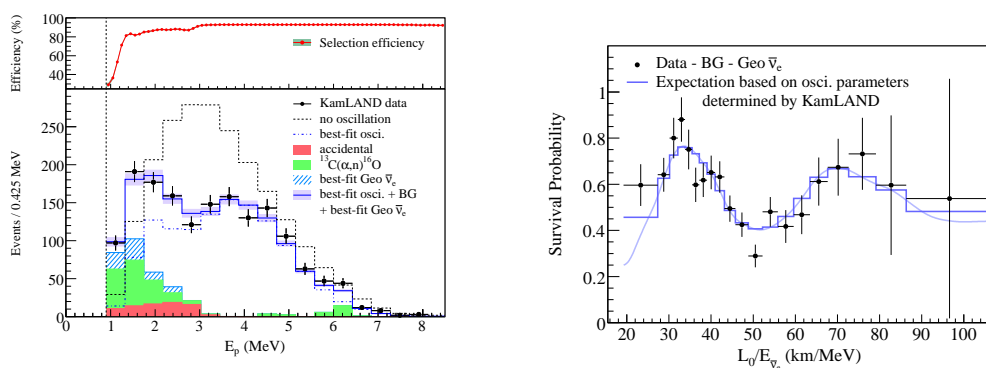 Efficiency (%)
100
80
60
40
Selection efficiency
Events / 0.425 MeV
250
200
150
100
50
0
KamLAND data
no oscillation
best-fit osci.
accidental
¹³C(α,n)¹⁶O
best-fit Geo ν̅ₑ
best-fit osci. + BG
+ best-fit Geo ν̅ₑ
0 1 2 3 4 5 6 7 8
Eₚ (MeV)
Survival Probability
1
0.8
0.6
0.4
0.2
0
Data - BG - Geo ν̅ₑ
Expectation based on osci. parameters
determined by KamLAND
20 30 40 50 60 70 80 90 100
L₀/E_ν̅ₑ (km/MeV)